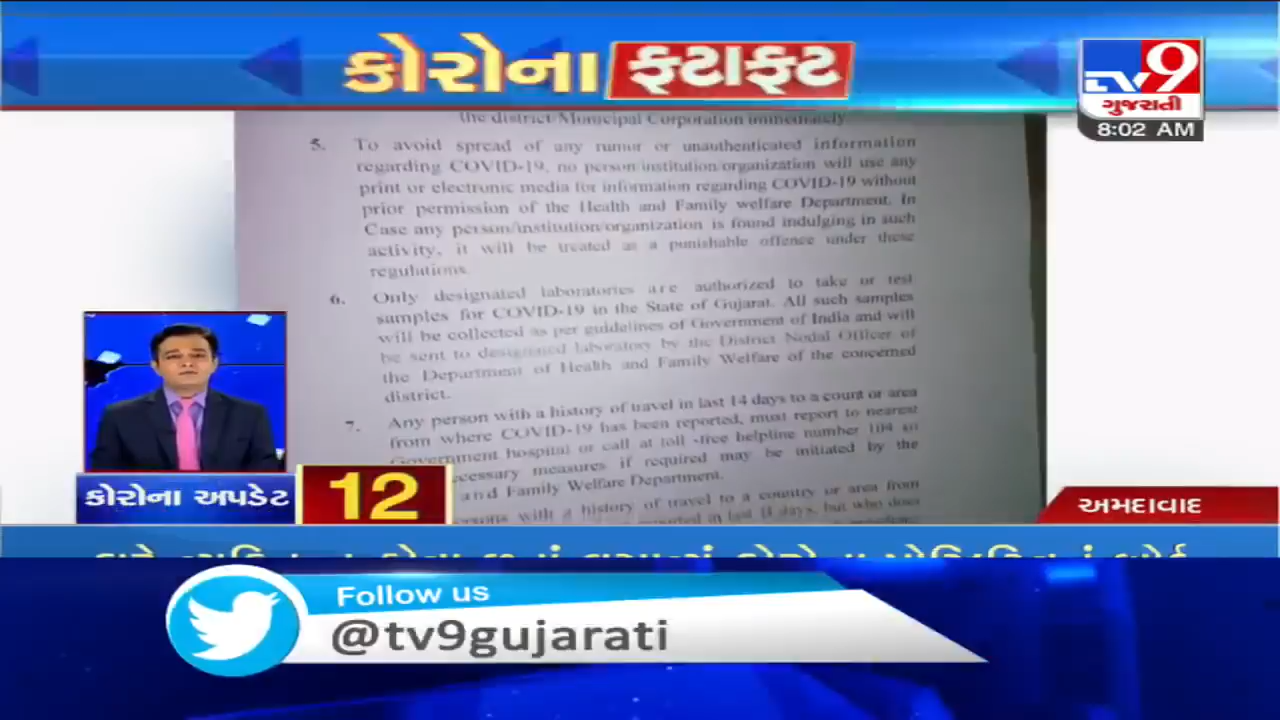 કોરોના ફટાફટ
TV9
ગુજરાતી
8:02 AM
the district/Municipal Corporation immediately
5. To avoid spread of any rumor or unauthenticated information
regarding COVID-19, no person/institution/organization will use any
print or electronic media for information regarding COVID-19 without
prior permission of the Health and Family welfare Department. In
Case any person/institution/organization is found indulging in such
activity, it will be treated as a punishable offence under these
regulations.
6. Only designated laboratories are authorized to take or test
samples for COVID-19 in the State of Gujarat. All such samples
will be collected as per guidelines of Government of India and will
be sent to designated laboratory by the District Nodal Officer of
the Department of Health and Family Welfare of the concerned
district.
7. Any person with a history of travel in last 14 days to a count or area
from where COVID-19 has been reported, must report to nearest
Government hospital or call at toll -free helpline number 104 so
necessary measures if required may be initiated by the
and Family Welfare Department.
persons with a history of travel to a country or area from
reported in last 14 days, but who does
કોરોના અપડેટ
12
અમદાવાદ
Follow us
@tv9gujarati